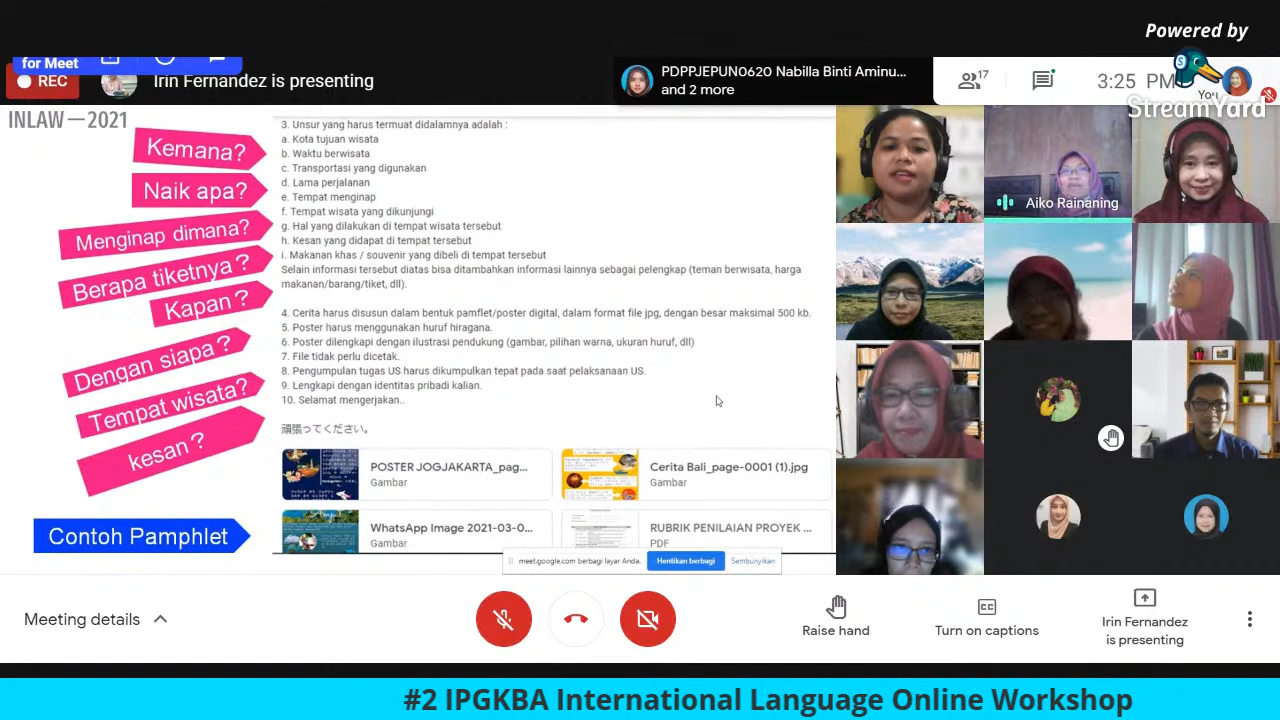 Powered by
StreamYard
for Meet
REC
Irin Fernandez is presenting
PDPPJEPUN0620 Nabilla Binti Aminu...
and 2 more
17
3:25 PM
You
INLAW—2021
Kemana?
Naik apa?
Menginap dimana?
Berapa tiketnya ?
Kapan ?
Dengan siapa ?
Tempat wisata?
kesan ?
Contoh Pamphlet
3. Unsur yang harus termuat didalamnya adalah :
a. Kota tujuan wisata
b. Waktu berwisata
c. Transportasi yang digunakan
d. Lama perjalanan
e. Tempat menginap
f. Tempat wisata yang dikunjungi
g. Hal yang dilakukan di tempat wisata tersebut
h. Kesan yang didapat di tempat tersebut
i. Makanan khas / souvenir yang dibeli di tempat tersebut
Selain informasi tersebut diatas bisa ditambahkan informasi lainnya sebagai pelengkap (teman berwisata, harga
makanan/barang/tiket, dll).
4. Cerita harus disusun dalam bentuk pamflet/poster digital, dalam format file jpg, dengan besar maksimal 500 kb.
5. Poster harus menggunakan huruf hiragana.
6. Poster dilengkapi dengan ilustrasi pendukung (gambar, pilihan warna, ukuran huruf, dll)
7. File tidak perlu dicetak.
8. Pengumpulan tugas US harus dikumpulkan tepat pada saat pelaksanaan US.
9. Lengkapi dengan identitas pribadi kalian.
10. Selamat mengerjakan..
頑張ってください。
POSTER JOGJAKARTA_pag...
Gambar
Cerita Bali_page-0001 (1).jpg
Gambar
WhatsApp Image 2021-03-0...
Gambar
RUBRIK PENILAIAN PROYEK ...
PDF
meet.google.com berbagi layar Anda.
Hentikan berbagi
Sembunyikan
Aiko Rainaning
Meeting details
Raise hand
Turn on captions
Irin Fernandez
is presenting
#2 IPGKBA International Language Online Workshop